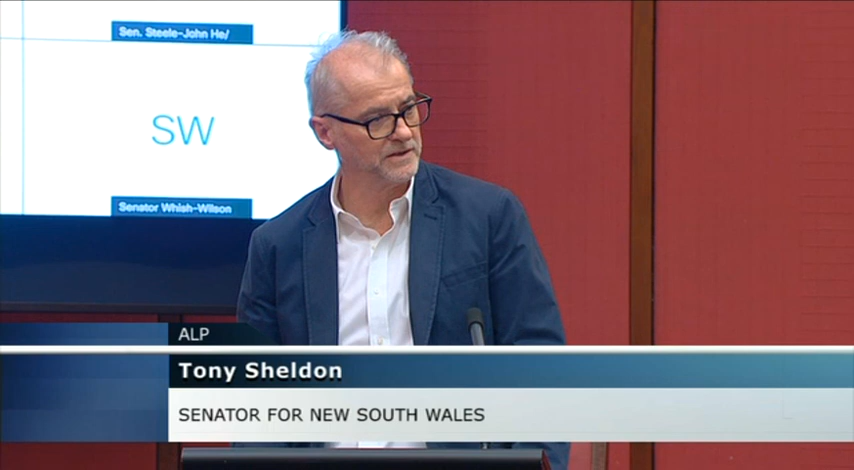 Sen. Steele-John He/
SW
Senator Whish-Wilson
ALP
Tony Sheldon
SENATOR FOR NEW SOUTH WALES